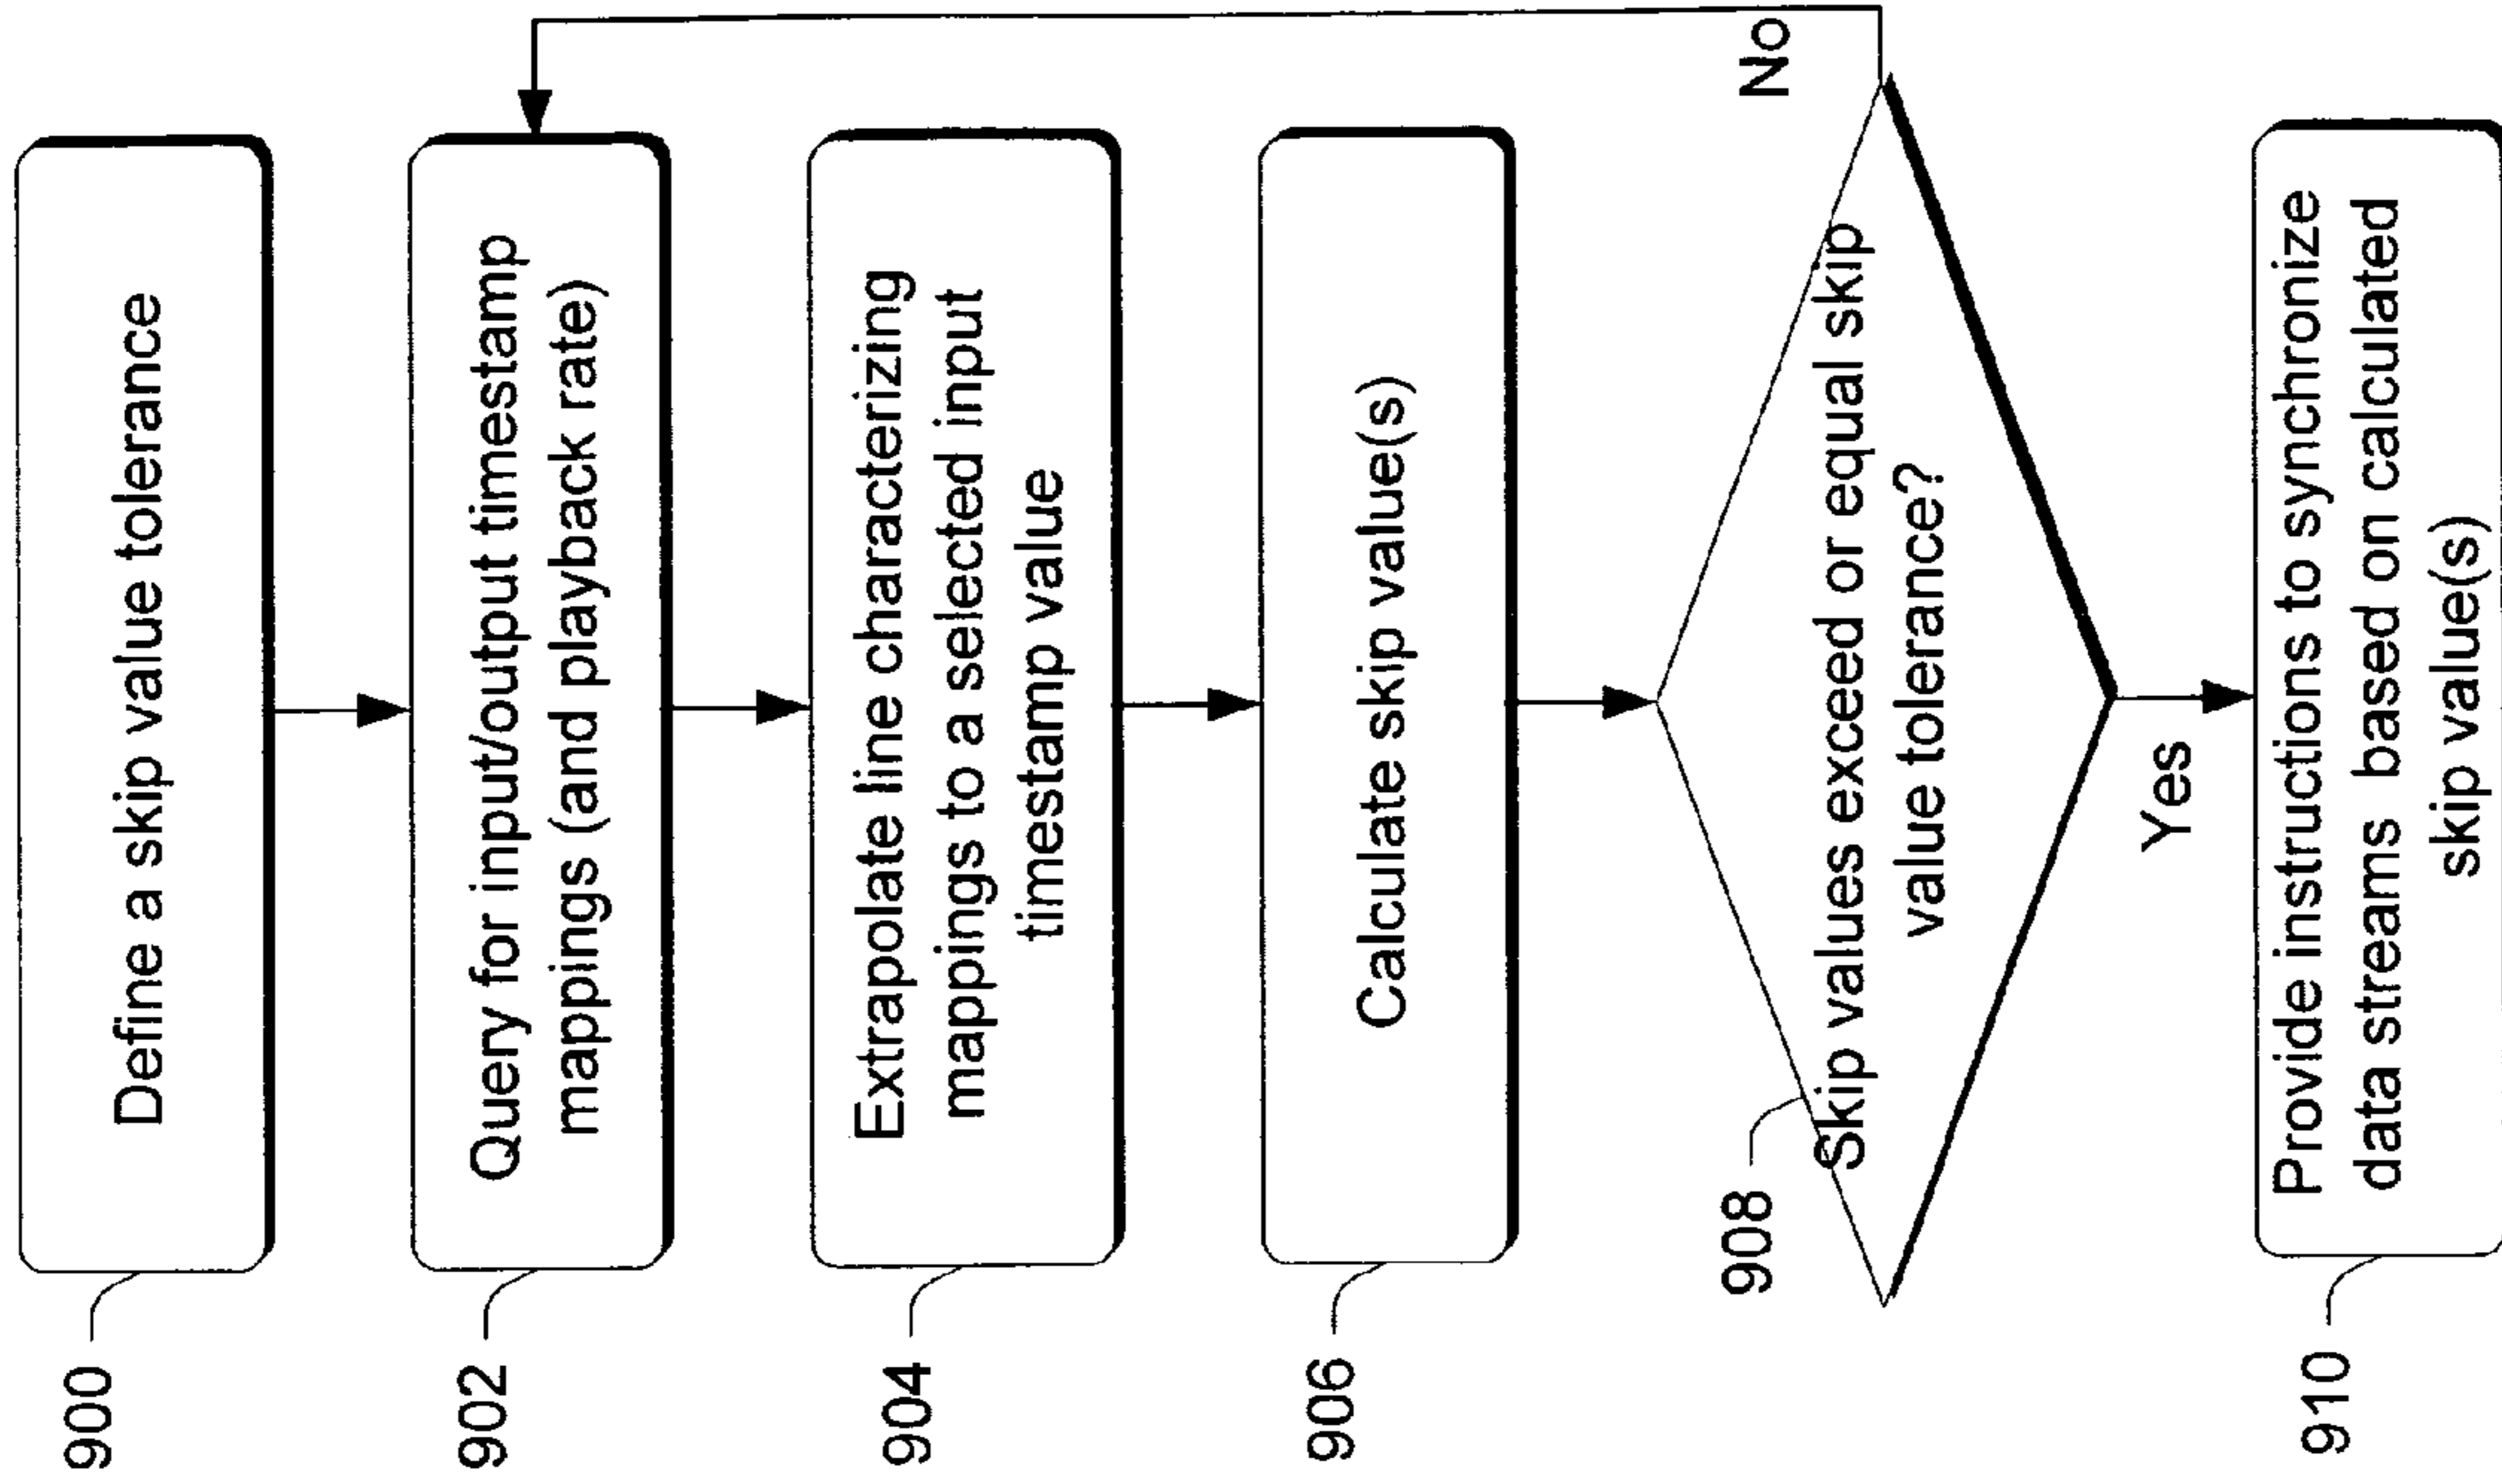 900
Define a skip value tolerance
902
Query for input/output timestamp
mappings (and playback rate)
904
Extrapolate line characterizing
mappings to a selected input
timestamp value
906
Calculate skip value(s)
908
Skip values exceed or equal skip
value tolerance?
No
Yes
910
Provide instructions to synchronize
data streams based on calculated
skip value(s)